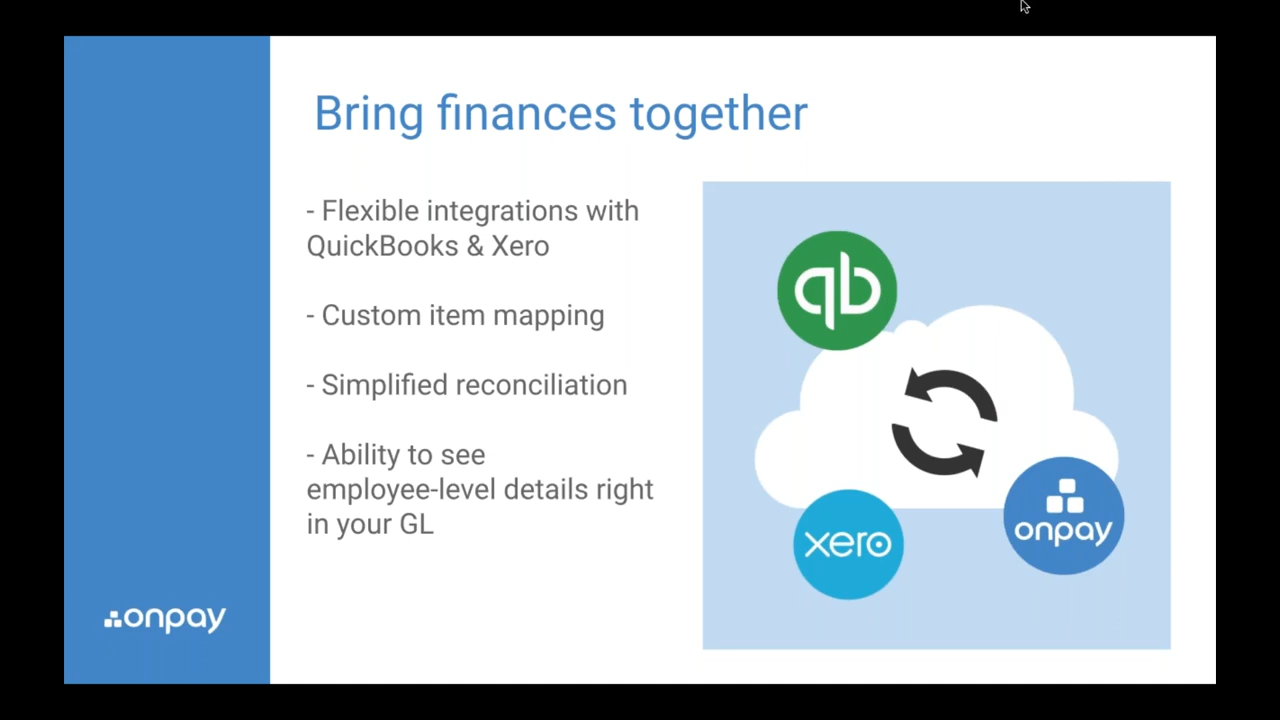 Bring finances together
- Flexible integrations with
QuickBooks & Xero
- Custom item mapping
- Simplified reconciliation
- Ability to see
employee-level details right
in your GL
qb
xero
onpay
onpay